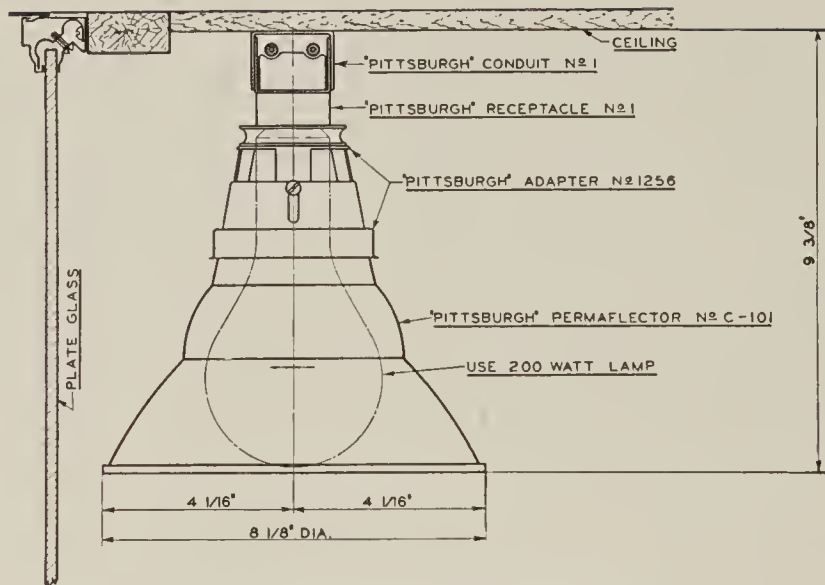 CEILING
"PITTSBURGH" CONDUIT Nº 1
"PITTSBURGH" RECEPTACLE Nº 1
"PITTSBURGH" ADAPTER Nº 1256
9 3/8"
PLATE GLASS
"PITTSBURGH" PERMAFLECTOR Nº C-101
USE 200 WATT LAMP
4 1/16" 4 1/16"
8 1/8" DIA.